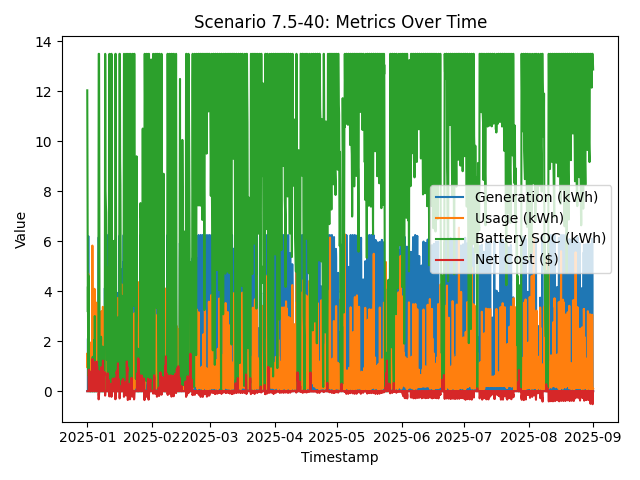 Scenario 7.5-40: Metrics Over Time
Value
14
12
10
8
6
4
2
0
Generation (kWh)
Usage (kWh)
Battery SOC (kWh)
Net Cost ($)
2025-01 2025-02 2025-03 2025-04 2025-05 2025-06 2025-07 2025-08 2025-09
Timestamp